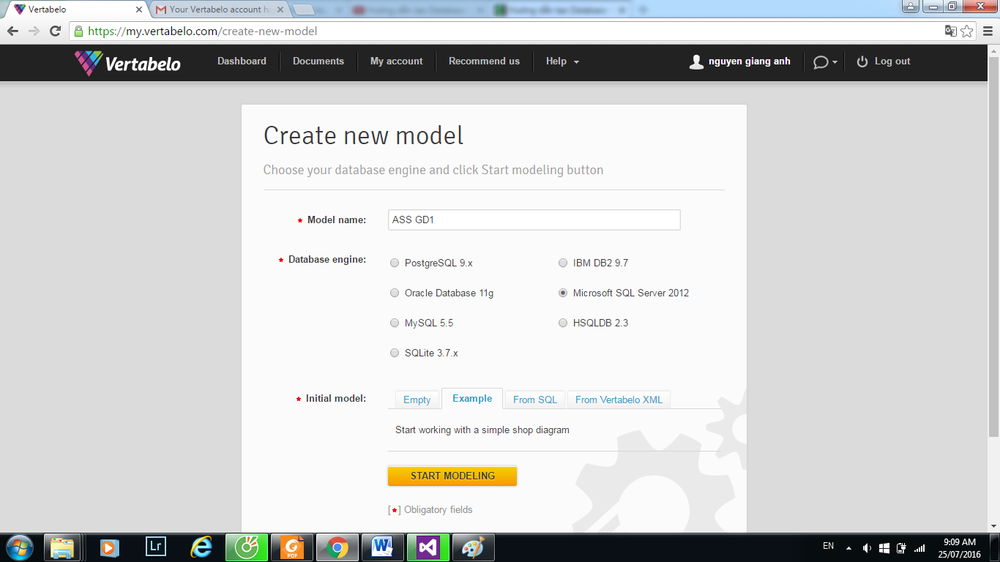 Vertabelo
Your Vertabelo account ha
https://my.vertabelo.com/create-new-model
Vertabelo
Dashboard
Documents
My account
Recommend us
Help
nguyen giang anh
Log out
Create new model
Choose your database engine and click Start modeling button
* Model name:
ASS GD1
* Database engine:
PostgreSQL 9.x
IBM DB2 9.7
Oracle Database 11g
Microsoft SQL Server 2012
MySQL 5.5
HSQLDB 2.3
SQLite 3.7.x
* Initial model:
Empty
Example
From SQL
From Vertabelo XML
Start working with a simple shop diagram
START MODELING
[*] Obligatory fields
Lr
PDF
EN
9:09 AM
25/07/2016